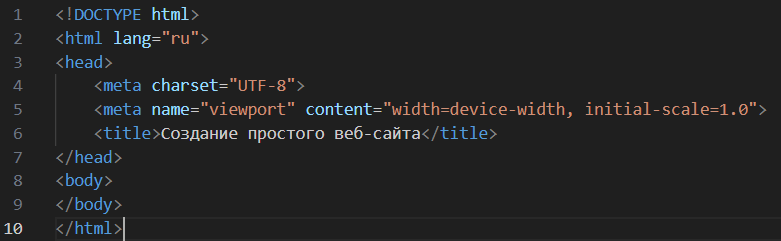 1 <!DOCTYPE html>
2 <html lang="ru">
3 <head>
4     <meta charset="UTF-8">
5     <meta name="viewport" content="width=device-width, initial-scale=1.0">
6     <title>Создание простого веб-сайта</title>
7 </head>
8 <body>
9 </body>
10 </html>